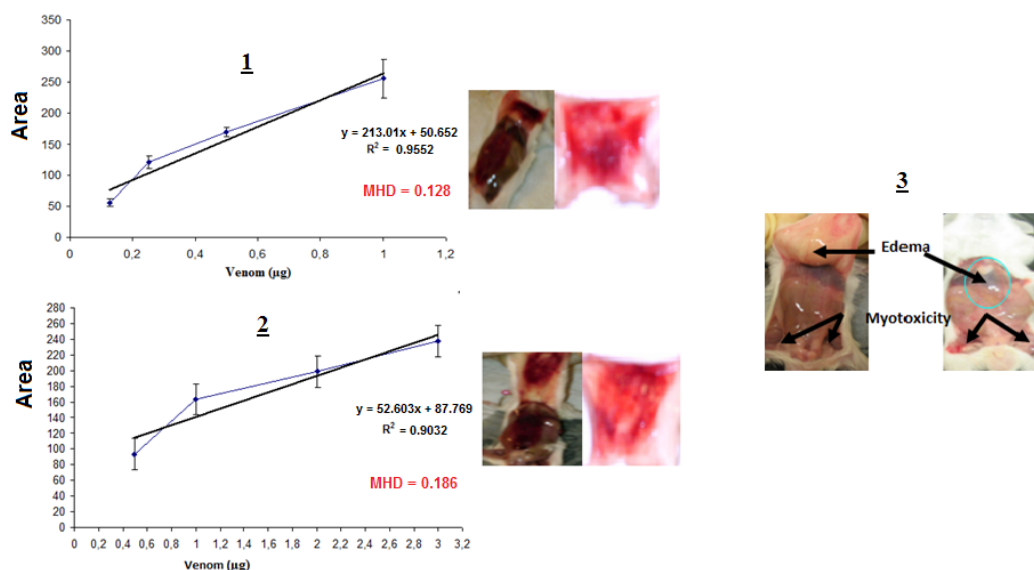 1
350
300
250
200
150
100
50
0
Area
y = 213.01x + 50.652
R² = 0.9552
MHD = 0.128
0 0,2 0,4 0,6 0,8 1 1,2
Venom (µg)
2
280
260
240
220
200
180
160
140
120
100
80
60
40
20
0
Area
y = 52.603x + 87.769
R² = 0.9032
MHD = 0.186
0 0,2 0,4 0,6 0,8 1 1,2 1,4 1,6 1,8 2 2,2 2,4 2,6 2,8 3 3,2
Venom (µg)
3
Edema
Myotoxicity